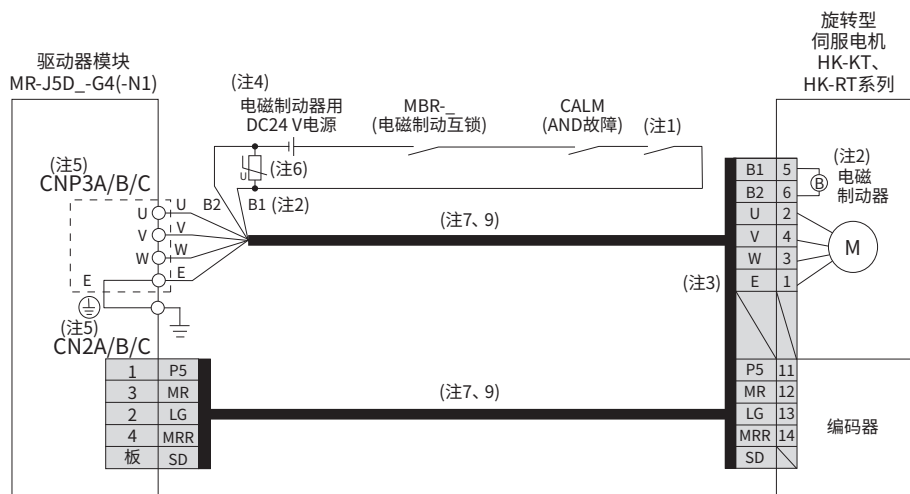 旋转型
伺服电机
HK-KT、
HK-RT系列
驱动器模块
MR-J5D_-G4(-N1)
(注4)
电磁制动器用
DC24 V电源
MBR-_
(电磁制动互锁)
CALM
(AND故障)
(注1)
U
(注6)
(注5)
CNP3A/B/C
B2
B1 (注2)
U U
V V
W W
E E
(注7、9)
(注5)
CN2A/B/C
1 P5
3 MR
2 LG
4 MRR
板 SD
(注7、9)
(注3)
B1 5
B2 6
U 2
V 4
W 3
E 1
B
(注2)
电磁
制动器
M
P5 11
MR 12
LG 13
MRR 14
SD
编码器